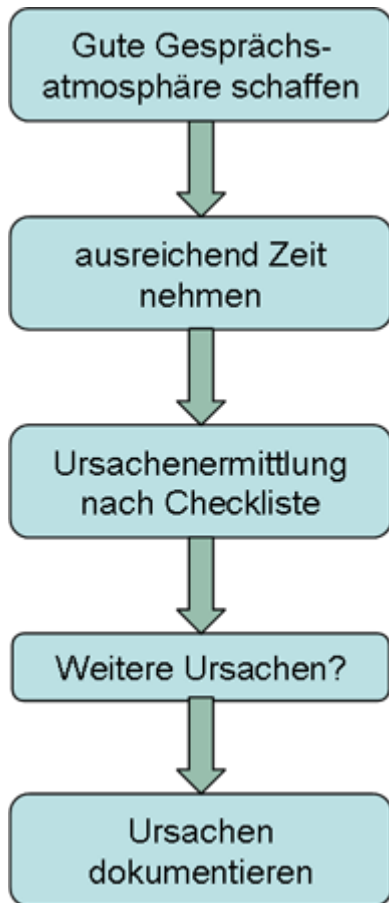 Gute Gesprächs-
atmosphäre schaffen
ausreichend Zeit
nehmen
Ursachenermittlung
nach Checkliste
Weitere Ursachen?
Ursachen
dokumentieren